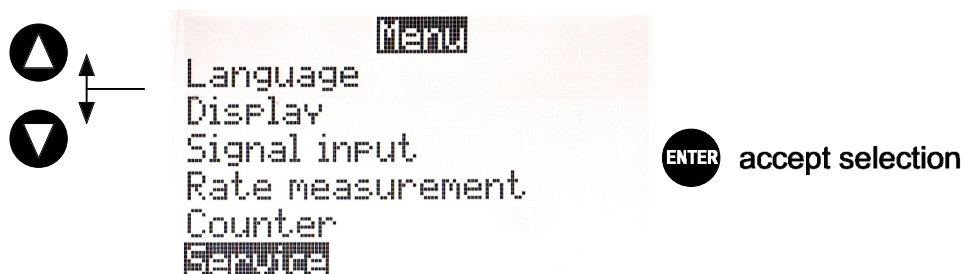 Menu
Language
Display
Signal input
Rate measurement
ENTER accept selection
Counter
Service